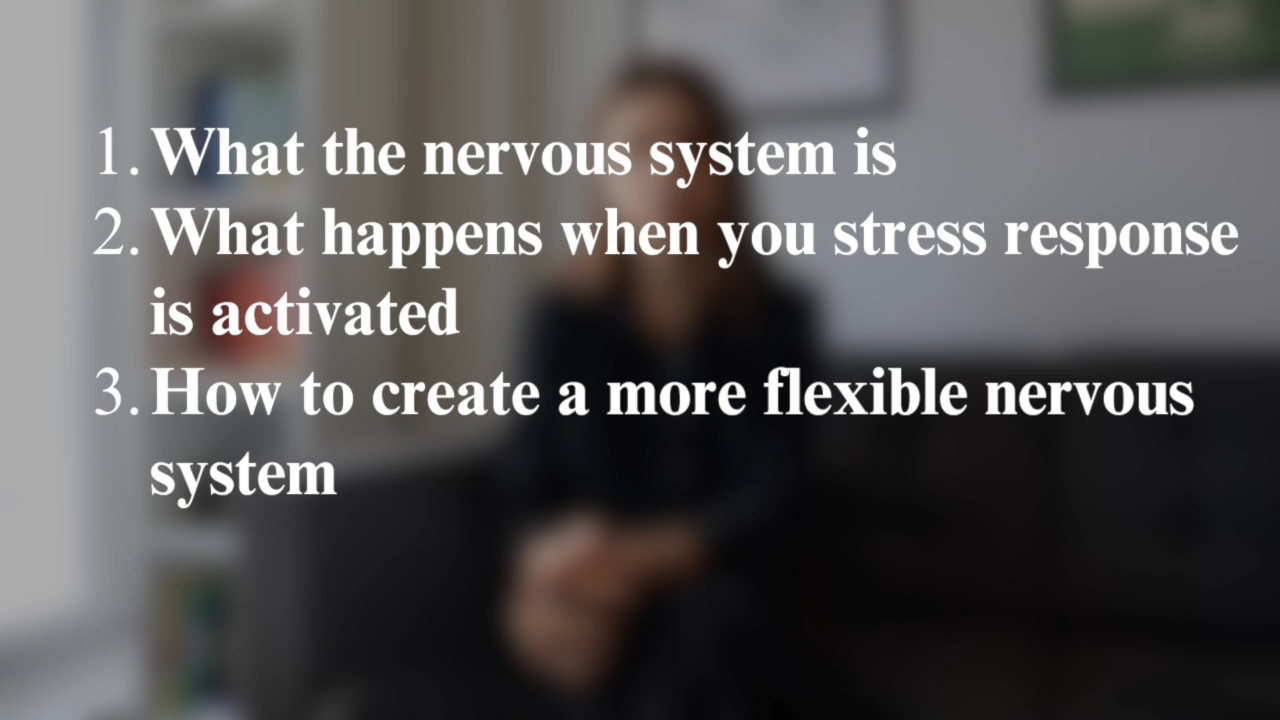 1. What the nervous system is
2. What happens when you stress response
is activated
3. How to create a more flexible nervous
system